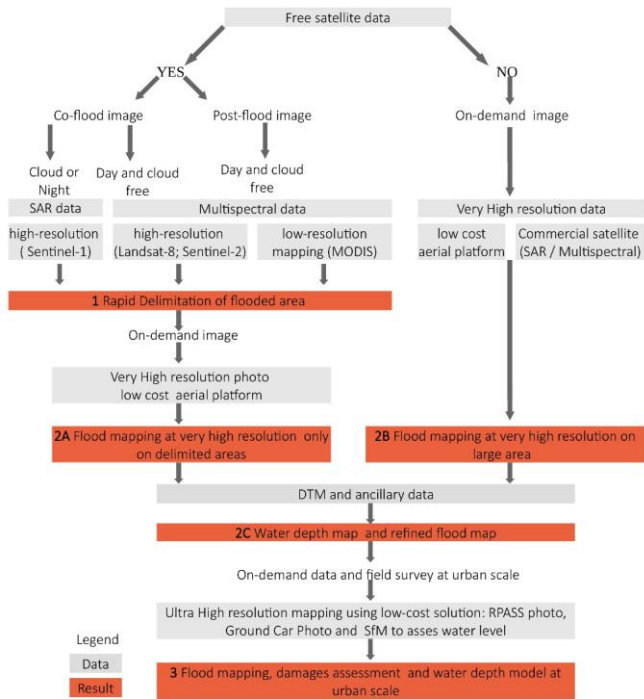 Free satellite data
YES
NO
Co-flood image
Post-flood image
On-demand image
Cloud or
Night
Day and cloud
free
Day and cloud
free
SAR data
Multispectral data
Very High resolution data
high-resolution
( Sentinel-1)
high-resolution
(Landsat-8; Sentinel-2)
low-resolution
mapping (MODIS)
low cost
aerial platform
Commercial satellite
(SAR / Multispectral)
1 Rapid Delimitation of flooded area
On-demand image
Very High resolution photo
low cost aerial platform
2A Flood mapping at very high resolution only
on delimited areas
2B Flood mapping at very high resolution on
large area
DTM and ancillary data
2C Water depth map and refined flood map
On-demand data and field survey at urban scale
Ultra High resolution mapping using low-cost solution: RPASS photo,
Ground Car Photo and SfM to asses water level
Legend
Data
Result
3 Flood mapping, damages assessment and water depth model at
urban scale